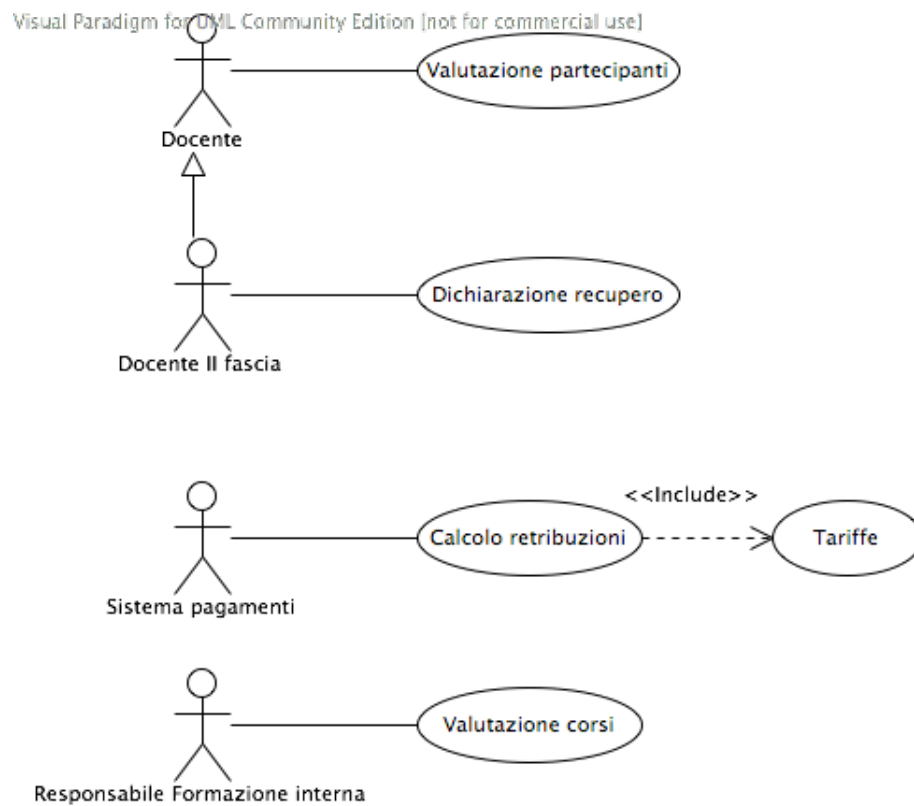 Visual Paradigm for UML Community Edition [not for commercial use]
Valutazione partecipanti
Docente
Dichiarazione recupero
Docente II fascia
<<Include>>
Calcolo retribuzioni
Tariffe
Sistema pagamenti
Valutazione corsi
Responsabile Formazione interna